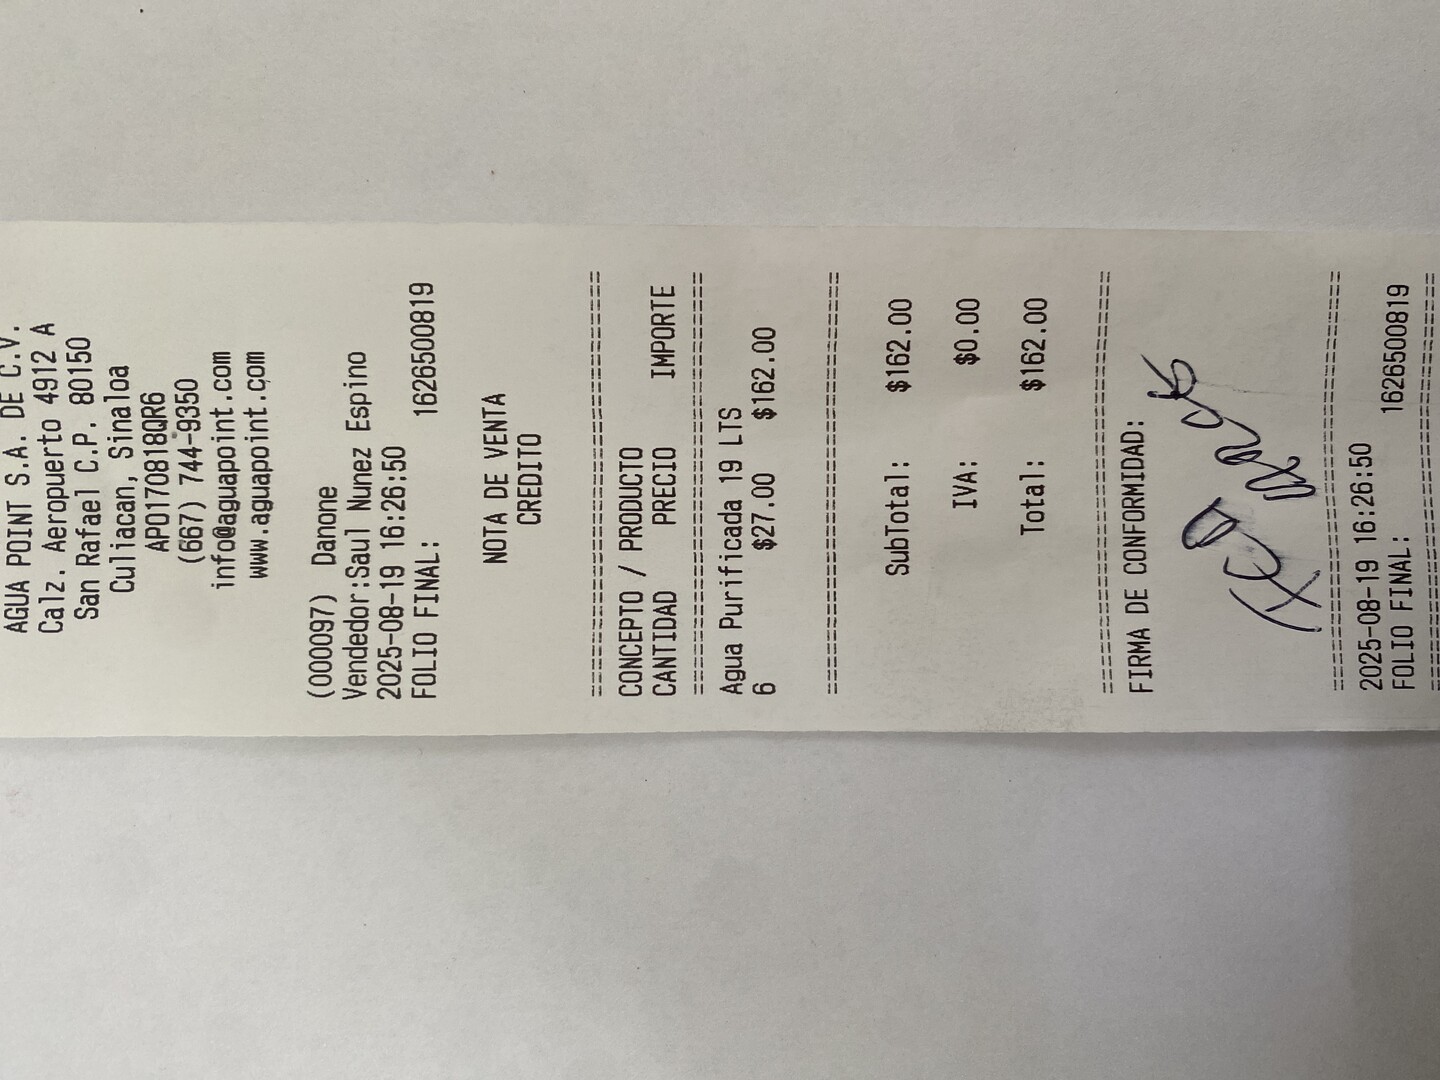 AGUA POINT S.A. DE C.V.
Calz. Aeropuerto 4912 A
San Rafael C.P. 80150
Culiacan, Sinaloa
APO170818QR6
(667) 744-9350
info@aguapoint.com
www.aguapoint.com
(000097) Danone
Vendedor:Saul Nunez Espino
2025-08-19 16:26:50
FOLIO FINAL: 1626500819
NOTA DE VENTA
CREDITO
CONCEPTO / PRODUCTO
CANTIDAD PRECIO IMPORTE
Agua Purificada 19 LTS
6 $27.00 $162.00
SubTotal: $162.00
IVA: $0.00
Total: $162.00
FIRMA DE CONFORMIDAD:
2025-08-19 16:26:50
FOLIO FINAL: 1626500819